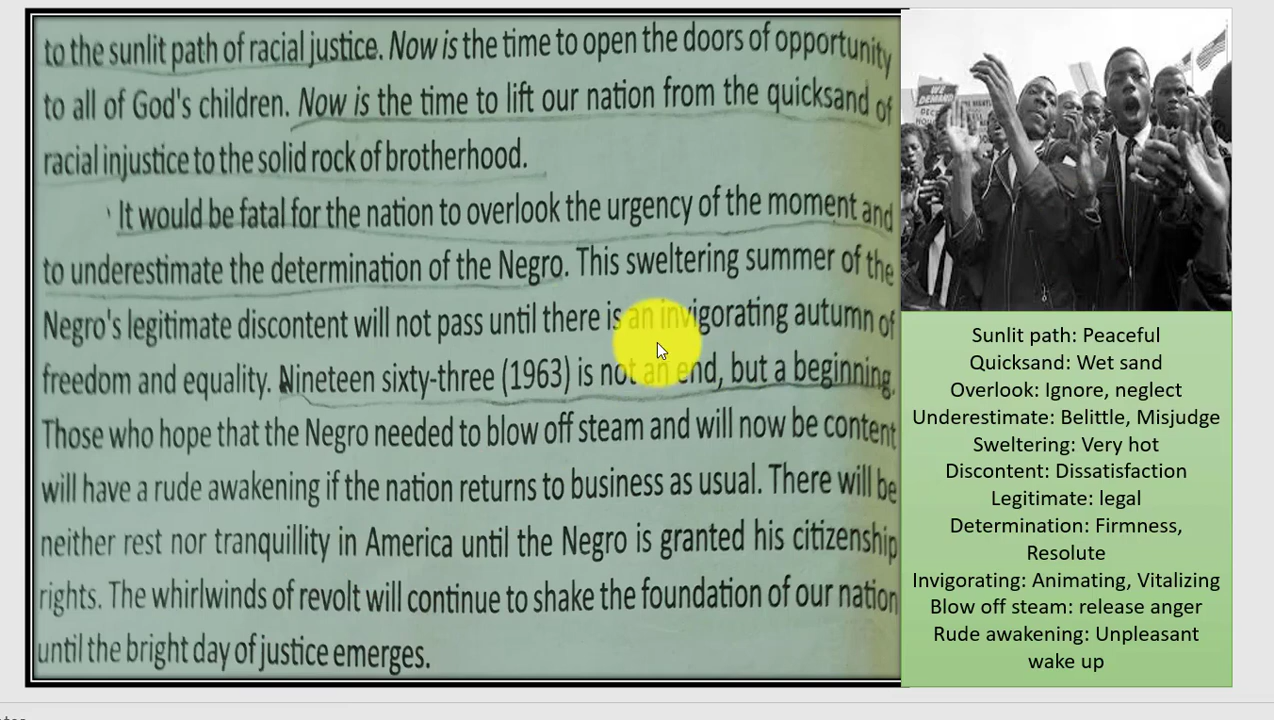 to the sunlit path of racial justice. Now is the time to open the doors of opportunity
to all of God's children. Now is the time to lift our nation from the quicksand of
racial injustice to the solid rock of brotherhood.
It would be fatal for the nation to overlook the urgency of the moment and
to underestimate the determination of the Negro. This sweltering summer of the
Negro's legitimate discontent will not pass until there is an invigorating autumn of
freedom and equality. Nineteen sixty-three (1963) is not an end, but a beginning.
Those who hope that the Negro needed to blow off steam and will now be content
will have a rude awakening if the nation returns to business as usual. There will be
neither rest nor tranquillity in America until the Negro is granted his citizenship
rights. The whirlwinds of revolt will continue to shake the foundation of our nation
until the bright day of justice emerges.
WE
DEMAND
Sunlit path: Peaceful
Quicksand: Wet sand
Overlook: Ignore, neglect
Underestimate: Belittle, Misjudge
Sweltering: Very hot
Discontent: Dissatisfaction
Legitimate: legal
Determination: Firmness,
Resolute
Invigorating: Animating, Vitalizing
Blow off steam: release anger
Rude awakening: Unpleasant
wake up